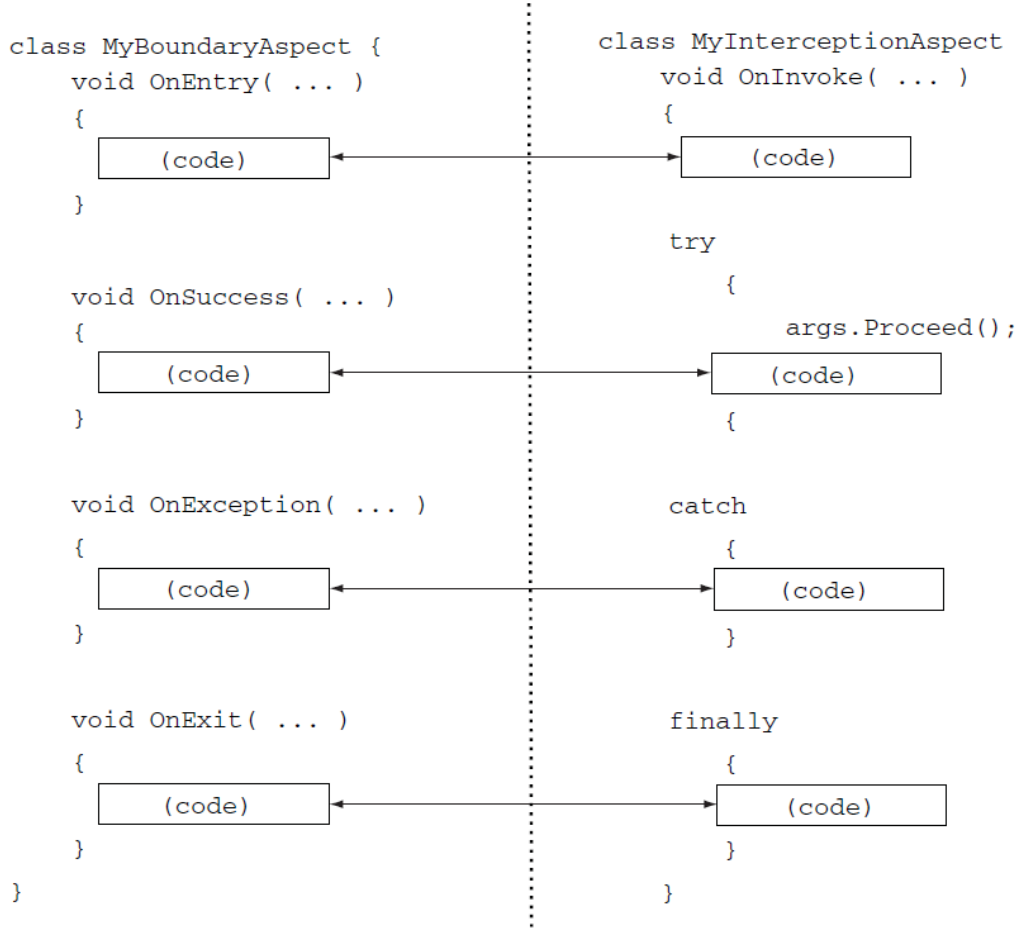 class MyBoundaryAspect {
void OnEntry( ... )
{
(code)
}
void OnSuccess( ... )
{
(code)
}
void OnException( ... )
{
(code)
}
void OnExit( ... )
{
(code)
}
}
class MyInterceptionAspect
void OnInvoke( ... )
{
(code)
try
{
args.Proceed();
(code)
{
catch
{
(code)
}
finally
{
(code)
}
}